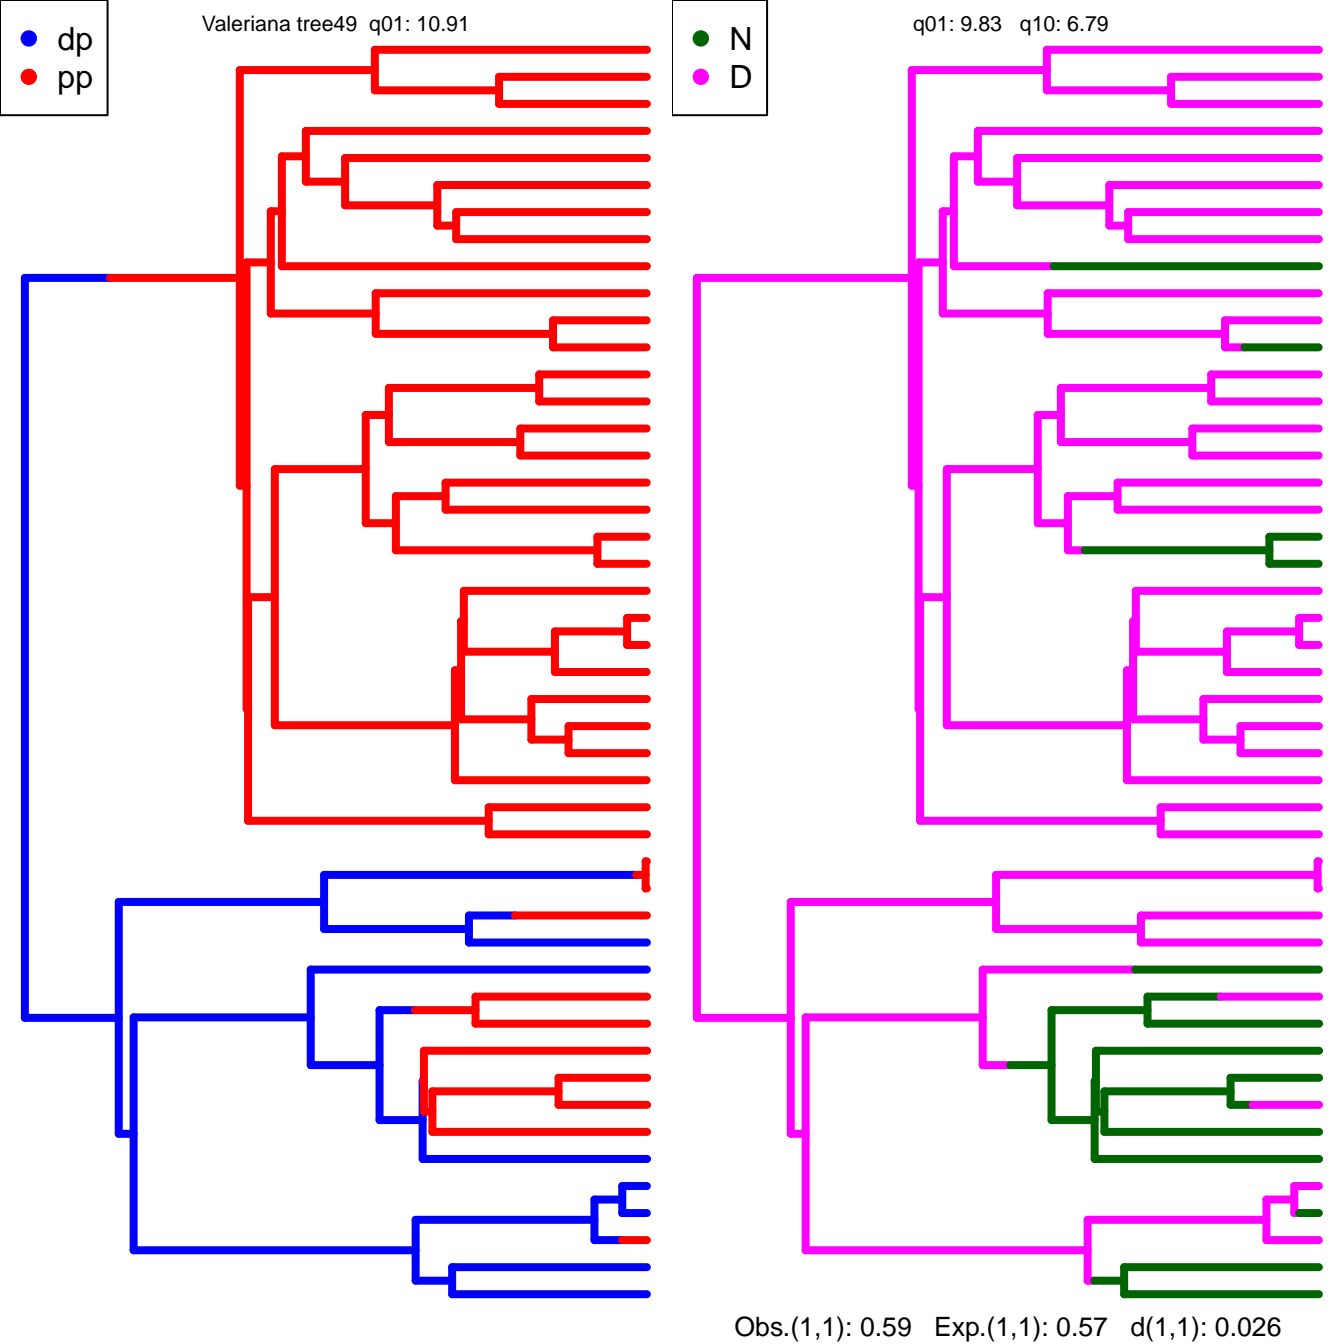 Valeriana tree49 q01: 10.91
dp
pp
q01: 9.83 q10: 6.79
N
D
Obs.(1,1): 0.59 Exp.(1,1): 0.57 d(1,1): 0.026